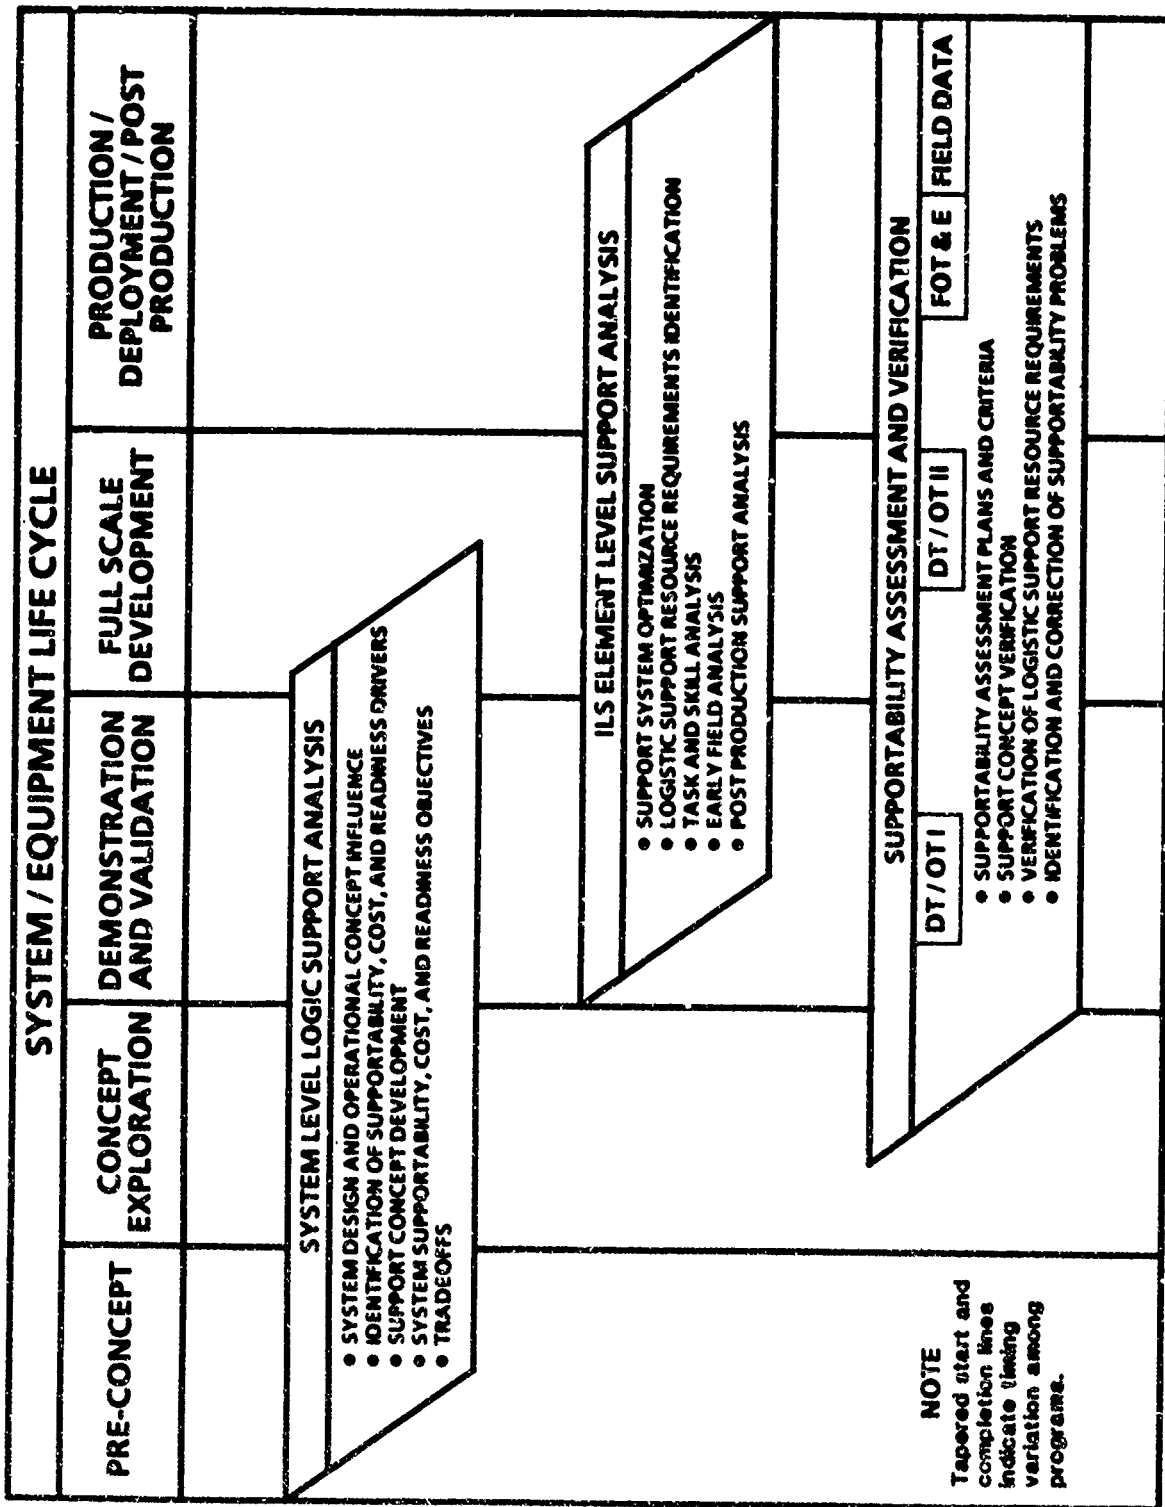 SYSTEM / EQUIPMENT LIFE CYCLE
PRE-CONCEPT
CONCEPT
EXPLORATION
DEMONSTRATION
AND VALIDATION
FULL SCALE
DEVELOPMENT
PRODUCTION /
DEPLOYMENT / POST
PRODUCTION
SYSTEM LEVEL LOGIC SUPPORT ANALYSIS
• SYSTEM DESIGN AND OPERATIONAL CONCEPT INFLUENCE
• IDENTIFICATION OF SUPPORTABILITY, COST, AND READINESS DRIVERS
• SUPPORT CONCEPT DEVELOPMENT
• SYSTEM SUPPORTABILITY, COST, AND READINESS OBJECTIVES
• TRADEOFFS
ILS ELEMENT LEVEL SUPPORT ANALYSIS
• SUPPORT SYSTEM OPTIMIZATION
• LOGISTIC SUPPORT RESOURCE REQUIREMENTS IDENTIFICATION
• TASK AND SKILL ANALYSIS
• EARLY FIELD ANALYSIS
• POST PRODUCTION SUPPORT ANALYSIS
SUPPORTABILITY ASSESSMENT AND VERIFICATION
DT / OT I
DT / OT II
FOT & E
FIELD DATA
• SUPPORTABILITY ASSESSMENT PLANS AND CRITERIA
• SUPPORT CONCEPT VERIFICATION
• VERIFICATION OF LOGISTIC SUPPORT RESOURCE REQUIREMENTS
• IDENTIFICATION AND CORRECTION OF SUPPORTABILITY PROBLEMS
NOTE
Tapered start and
completion lines
indicate timing
variation among
programs.